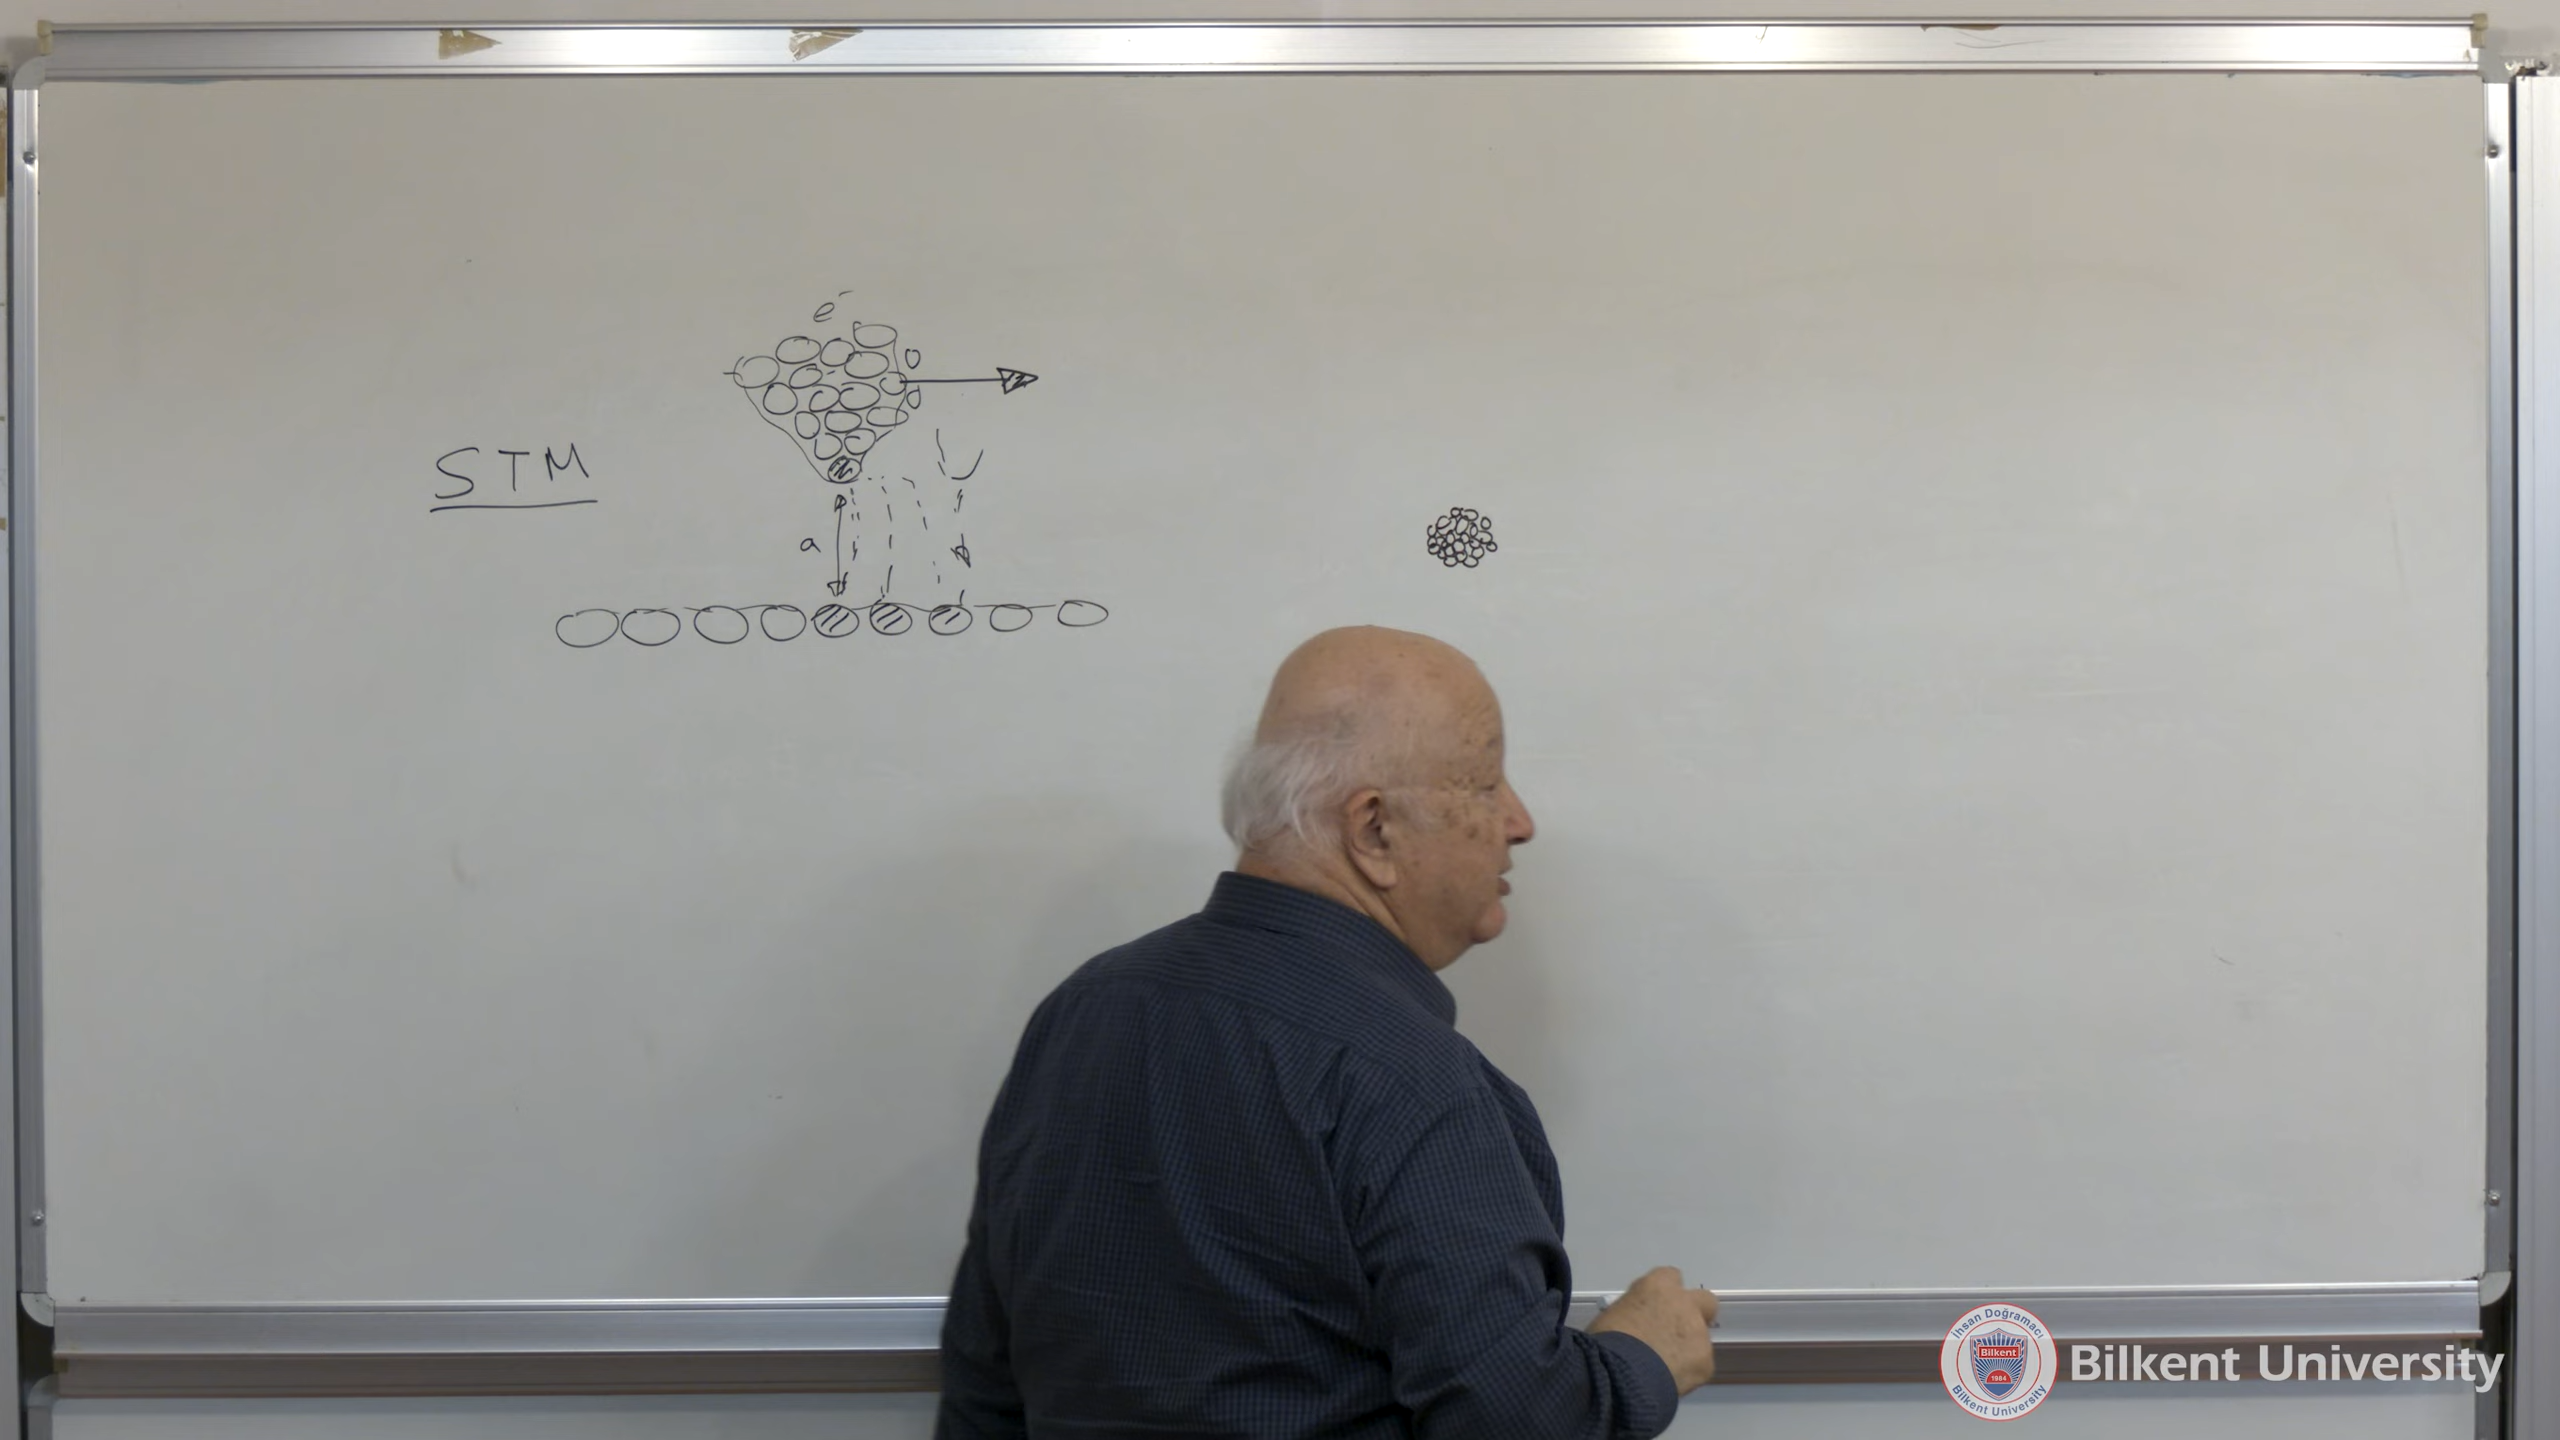 e⁻
STM
a
İhsan Doğramacı
Bilkent
1984
Bilkent University
Bilkent University